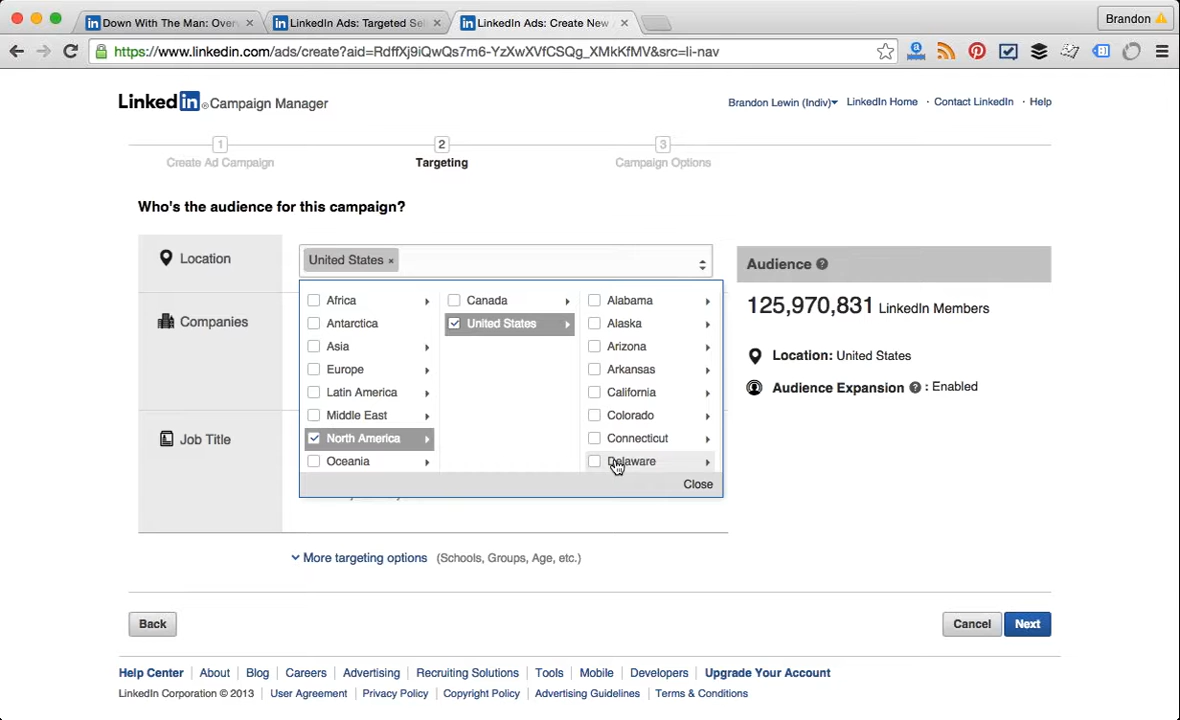 Down With The Man: Over
LinkedIn Ads: Targeted Sel
LinkedIn Ads: Create New
Brandon
https://www.linkedin.com/ads/create?aid=RdffXj9iQwQs7m6-YzXwXVfCSQg_XMkKfMV&src=li-nav
Linked in Campaign Manager
Brandon Lewin (Indiv) LinkedIn Home · Contact LinkedIn · Help
1 2 3
Create Ad Campaign Targeting Campaign Options
Who's the audience for this campaign?
Location
United States ×
Audience ?
Africa Canada Alabama
125,970,831 LinkedIn Members
Companies
Antarctica United States Alaska
Asia Arizona
Location: United States
Europe Arkansas
Latin America California
Audience Expansion ? : Enabled
Middle East Colorado
Job Title
North America Connecticut
Oceania Delaware
Close
More targeting options (Schools, Groups, Age, etc.)
Back Cancel Next
Help Center About Blog Careers Advertising Recruiting Solutions Tools Mobile Developers Upgrade Your Account
LinkedIn Corporation © 2013 User Agreement Privacy Policy Copyright Policy Advertising Guidelines Terms & Conditions